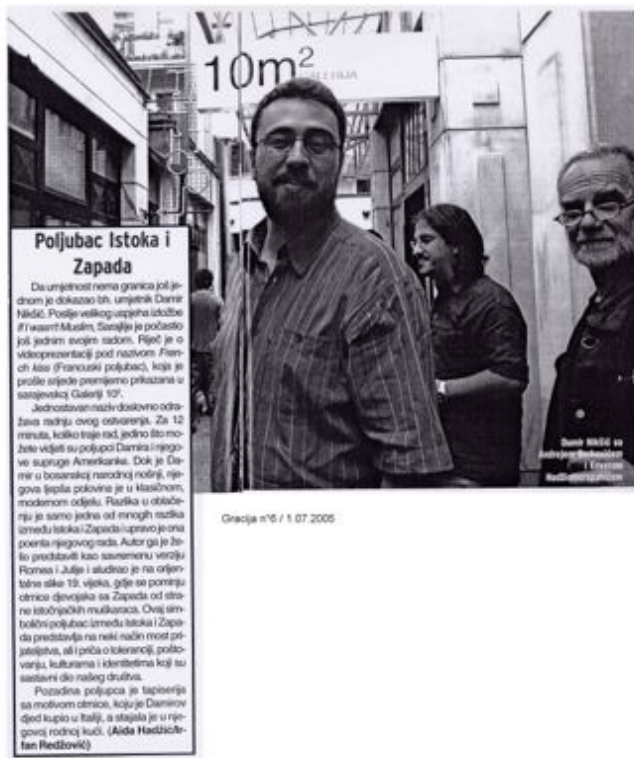 10m²
GALERIJA
Poljubac Istoka i
Zapada
Da umjetnost nema granica još je-
dnom je dokazao bh. umjetnik Damir
Nikšić. Poslije velikog uspjeha izložbe
If I wasn't Muslim, Sarajlije je počastio
još jednim svojim radom. Riječ je o
videoprezentaciji pod nazivom Fren-
ch kiss (Francuski poljubac), koja je
prošle srijede premijerno prikazana u
sarajevskoj Galeriji 10².
Jednostavan naziv doslovno odra-
žava radnju ovog ostvarenja. Za 12
minuta, koliko traje rad, jedino što mo-
žete vidjeti su poljupci Damira i njego-
ve supruge Amerikanke. Dok je Da-
mir u bosanskoj narodnoj nošnji, nje-
gova ljepša polovina je u klasičnom,
modernom odijelu. Razlika u oblače-
nju je samo jedna od mnogih razlika
između Istoka i Zapada i upravo je ona
poenta njegovog rada. Autor ga je že-
lio predstaviti kao savremenu verziju
Romea i Julije i aludirao je na orijen-
talne slike 19. vijeka, gdje se pominju
otmice djevojaka sa Zapada od stra-
ne istočnjačkih muškaraca. Ovaj sim-
bolični poljubac između Istoka i Zapa-
da predstavlja na neki način most pri-
jateljstva, ali i priča o toleranciji, pošto-
vanju, kulturama i identitetima koji su
sastavni dio našeg društva.
Pozadina poljupca je tapiserija
sa motivom otmice, koju je Damirov
djed kupio u Italiji, a stajala je u nje-
govoj rodnoj kući. (Aida Hadžić/Ir-
fan Redžović)
Damir Nikšić sa
Andrejem
i
Gracija n°6 / 1.07.2005